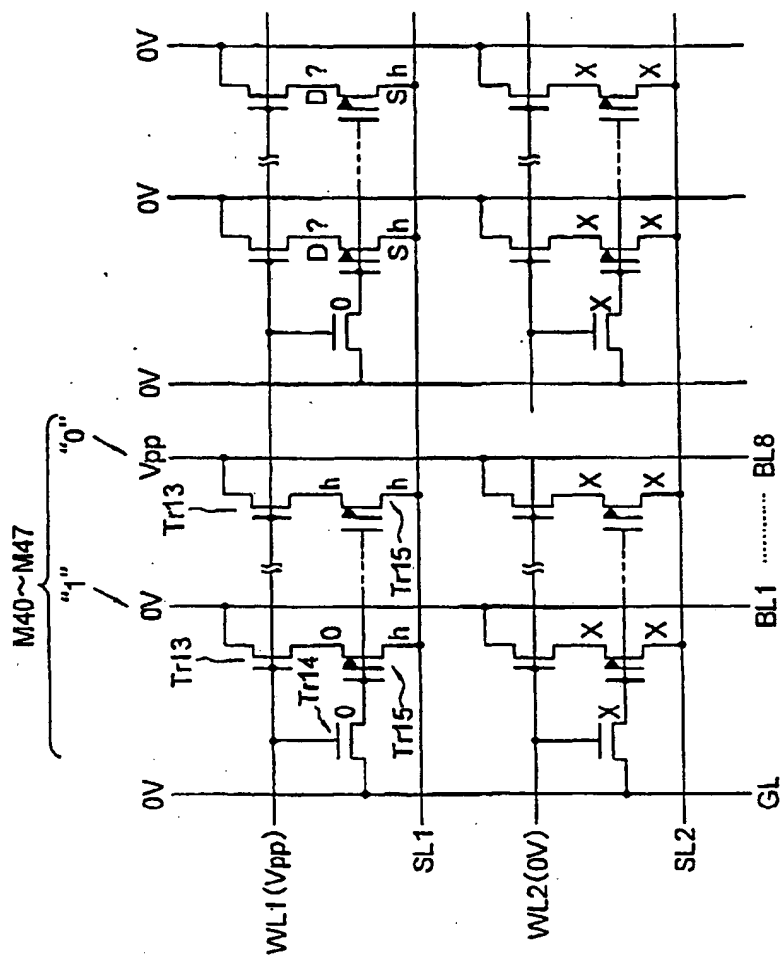 M40~M47
"1" "0"
0V 0V Vpp 0V 0V 0V
Tr13 Tr13
WL1(Vpp)
Tr14
0 0 h 0 D? D?
h h Sh Sh
Tr15 Tr15
SL1
WL2(0V)
X X X X X X
X X X X
SL2
GL BL1 ........ BL8